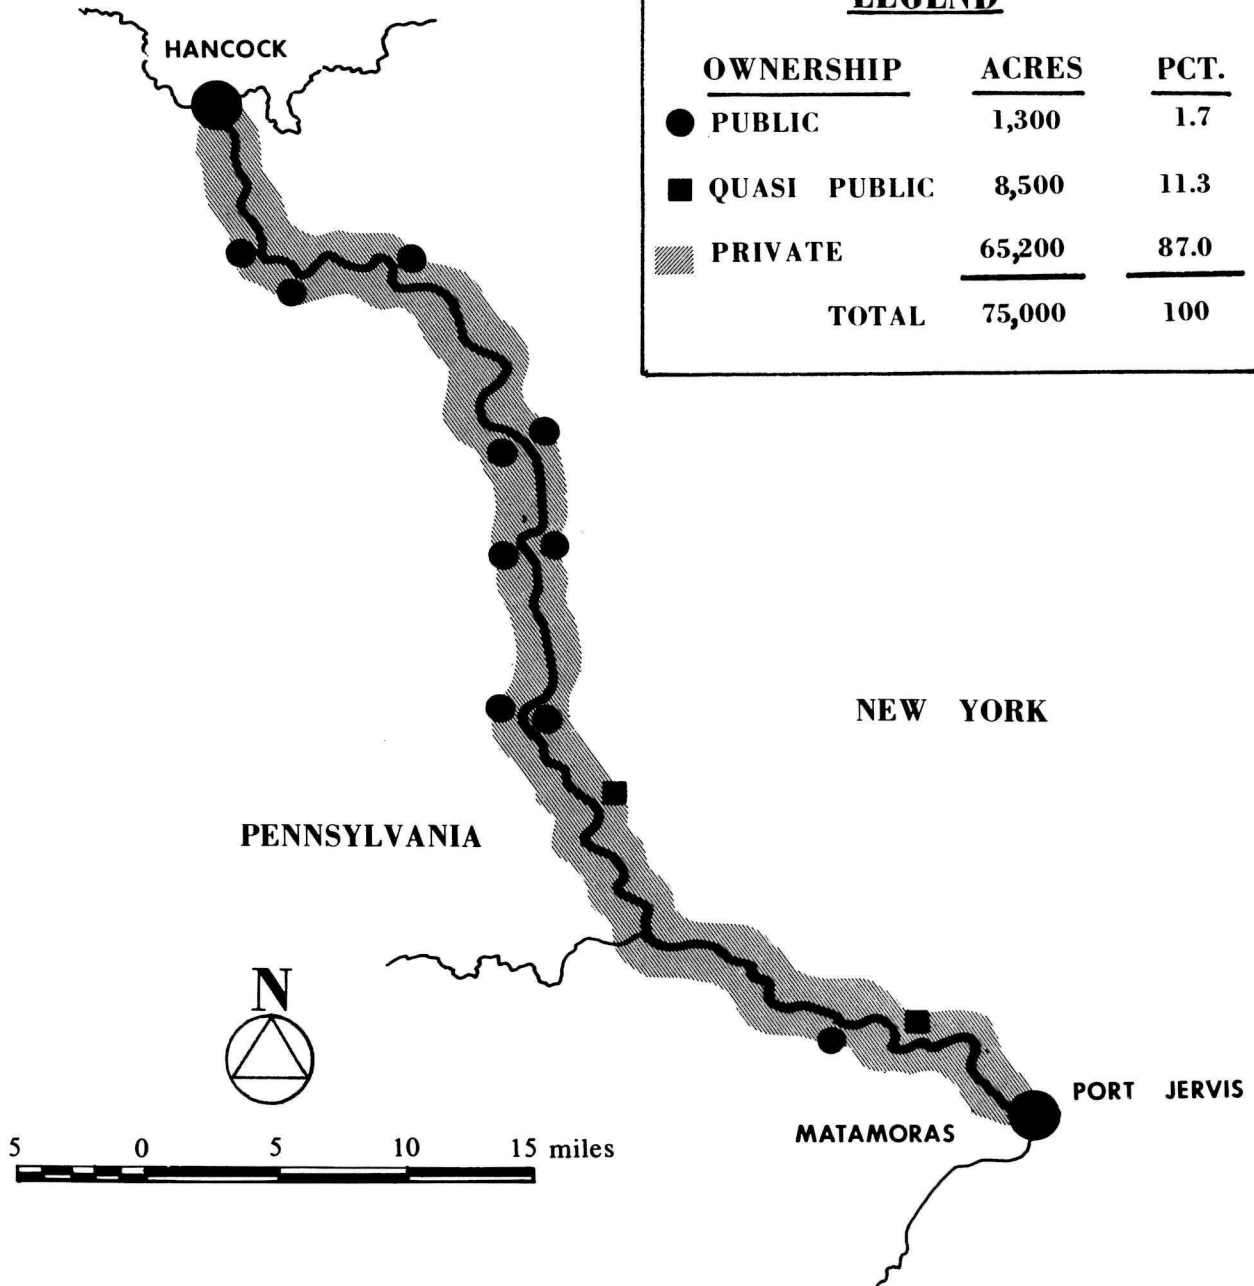 LEGEND
OWNERSHIP ACRES PCT.
PUBLIC 1,300 1.7
QUASI PUBLIC 8,500 11.3
PRIVATE 65,200 87.0
TOTAL 75,000 100
HANCOCK
NEW YORK
PENNSYLVANIA
N
PORT JERVIS
MATAMORAS
5 0 5 10 15 miles